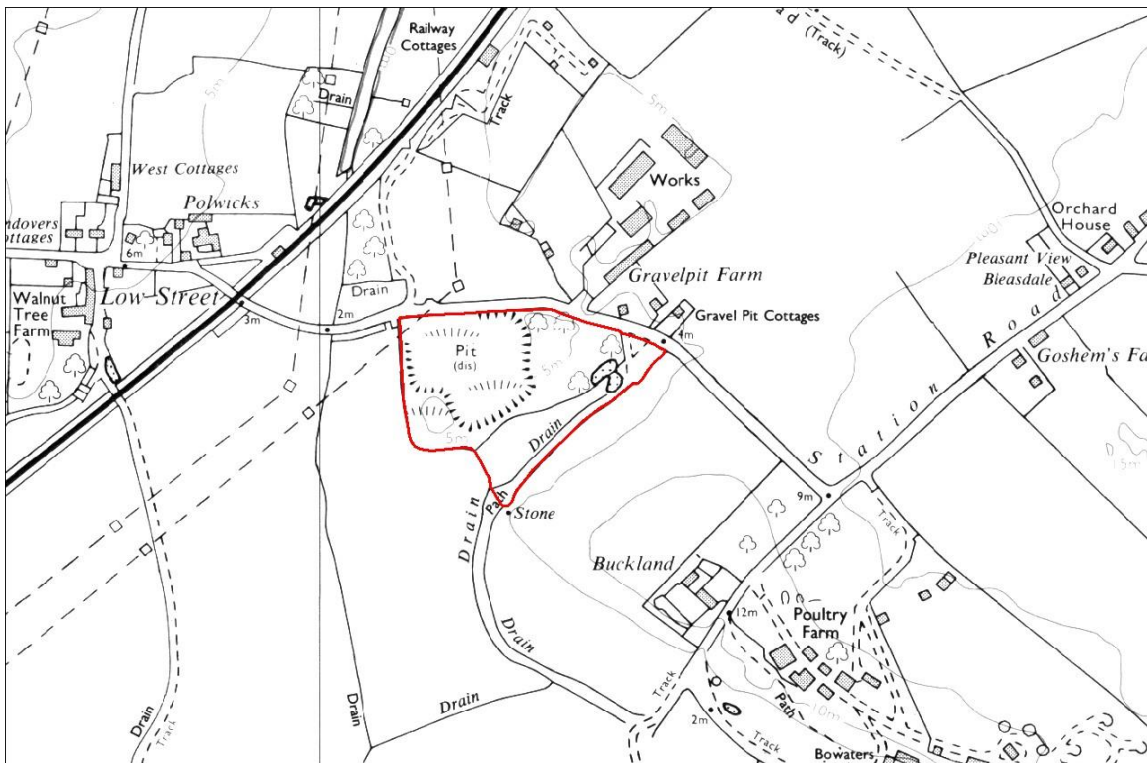 Railway
Cottages
Drain
5m
Track
5m
(Track)
West Cottages
Polwicks
Works
ndovers
ottages
6m
Orchard
House
Pleasant View
Bleasdale
Low Street
Drain
Gravelpit Farm
Walnut
Tree
Farm
3m
2m
Gravel Pit Cottages
4m
Pit
(dis)
5m
Road
Goshem's Fa
5m
Drain
Station
15m
Path
Stone
9m
Drain
Track
Buckland
12m
Poultry
Farm
Drain
Track
Drain
Track
Drain
Drain
Path
10m
2m
Track
Bowaters